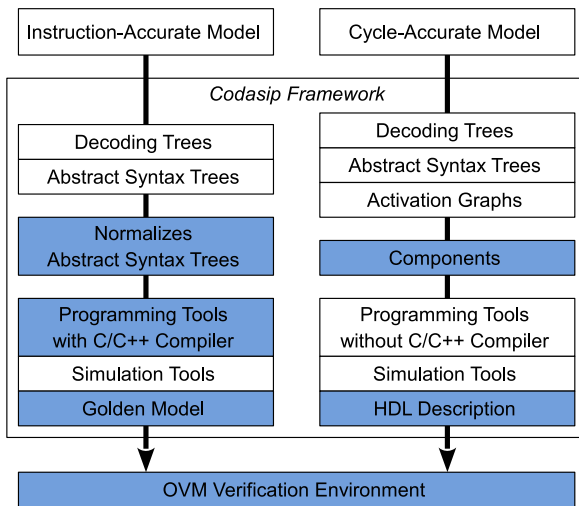 Instruction-Accurate Model
Cycle-Accurate Model
Codasip Framework
Decoding Trees
Abstract Syntax Trees
Normalizes
Abstract Syntax Trees
Programming Tools
with C/C++ Compiler
Simulation Tools
Golden Model
Decoding Trees
Abstract Syntax Trees
Activation Graphs
Components
Programming Tools
without C/C++ Compiler
Simulation Tools
HDL Description
OVM Verification Environment